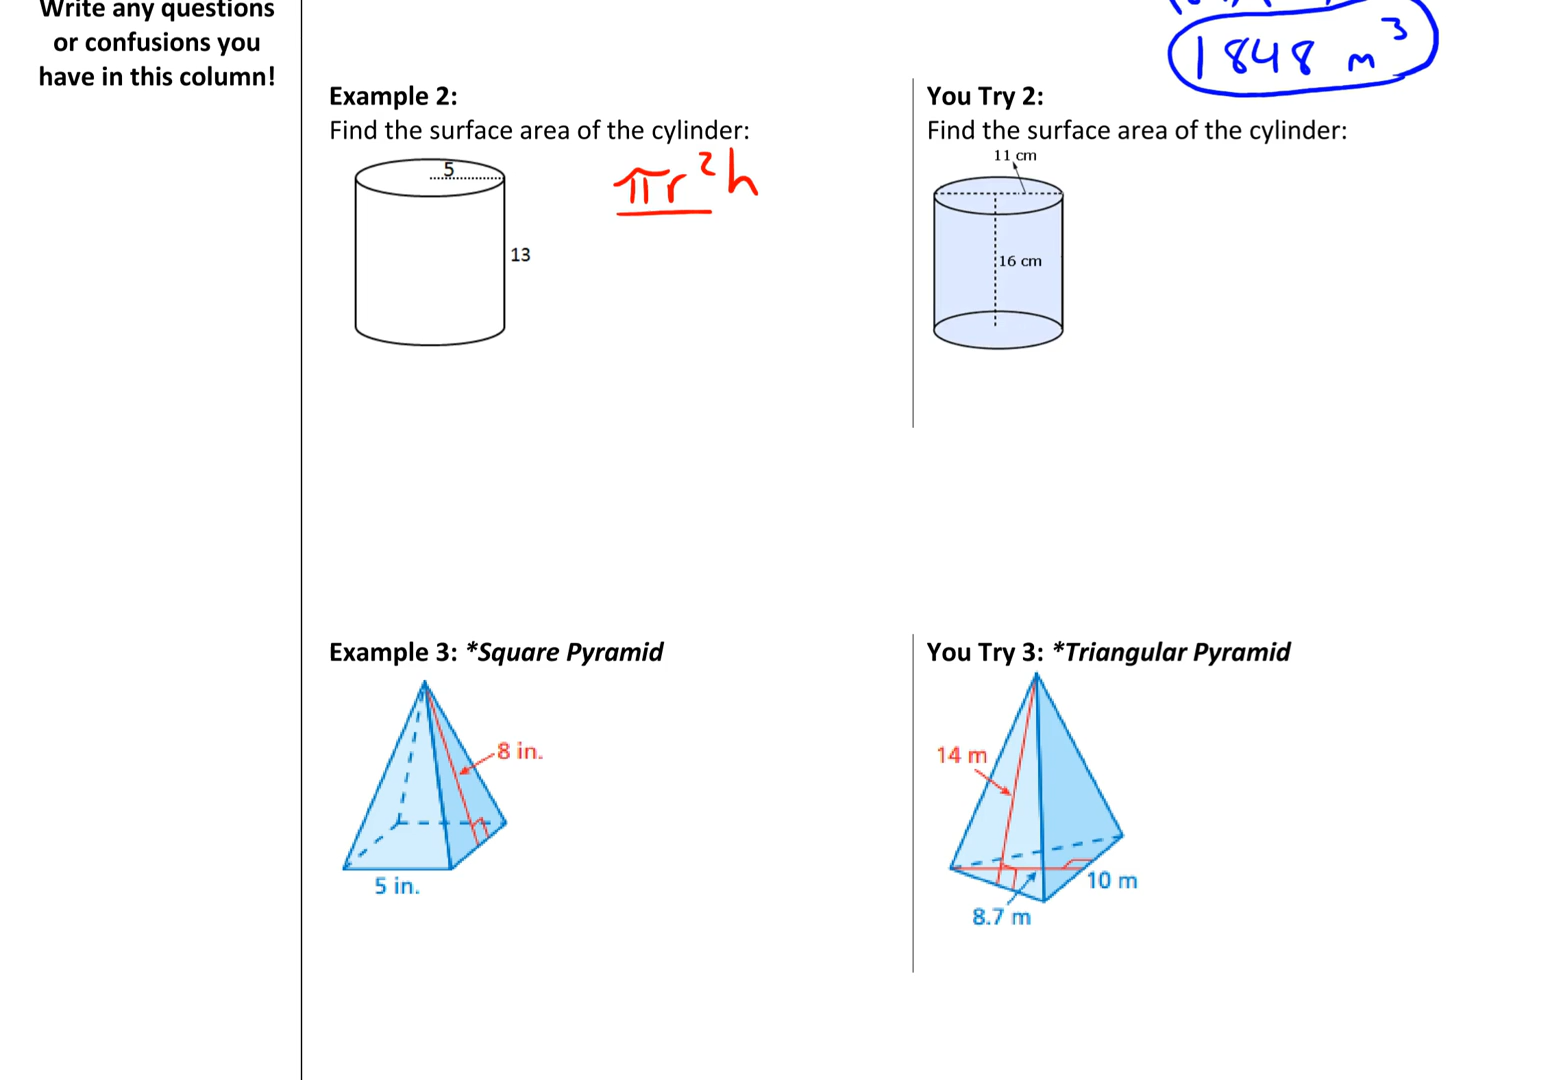 Write any questions
or confusions you
have in this column!
1848 m³
Example 2:
Find the surface area of the cylinder:
5
13
πr²h
You Try 2:
Find the surface area of the cylinder:
11 cm
16 cm
Example 3: *Square Pyramid
8 in.
5 in.
You Try 3: *Triangular Pyramid
14 m
10 m
8.7 m